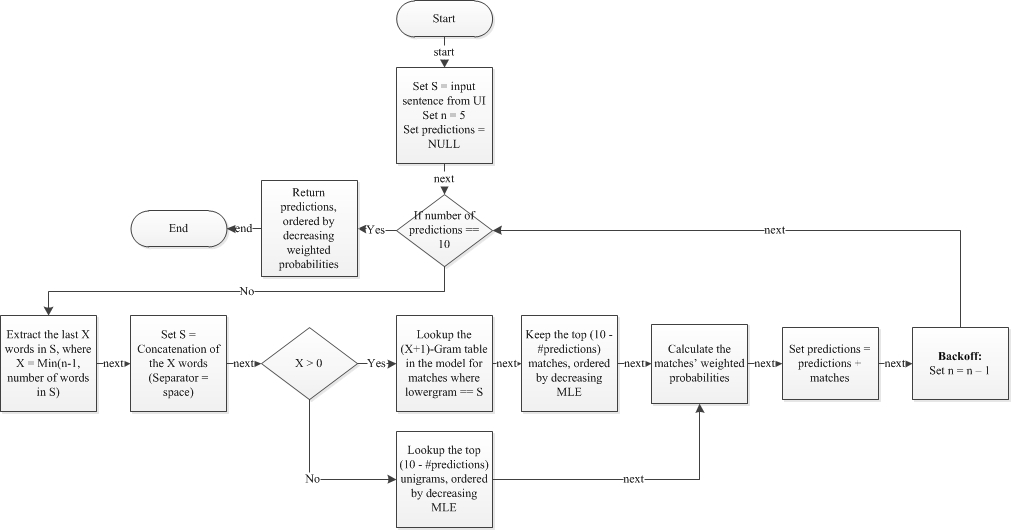 Start
start
Set S = input
sentence from UI
Set n = 5
Set predictions =
NULL
next
If number of
predictions ==
10
Yes
Return
predictions,
ordered by
decreasing
weighted
probabilities
end
End
next
No
Extract the last X
words in S, where
X = Min(n-1,
number of words
in S)
next
Set S =
Concatenation of
the X words
(Separator =
space)
next
X > 0
Yes
Lookup the
(X+1)-Gram table
in the model for
matches where
lowergram == S
next
Keep the top (10 -
#predictions)
matches, ordered
by decreasing
MLE
next
Calculate the
matches' weighted
probabilities
next
Set predictions =
predictions +
matches
next
Backoff:
Set n = n – 1
No
Lookup the top
(10 - #predictions)
unigrams, ordered
by decreasing
MLE
next